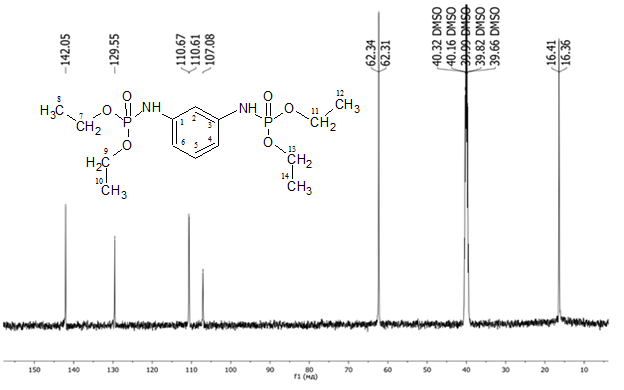 142.05
129.55
110.67
110.61
107.08
62.34
62.31
40.32 DMSO
40.16 DMSO
39.99 DMSO
39.82 DMSO
39.66 DMSO
16.41
16.36
8
CH3
7
CH2
O
O
P
NH
O
9
H2C
10
CH3
1
2
3
4
5
6
NH
O
P
O
11
CH2
12
CH3
O
13
CH2
14
CH3
150 140 130 120 110 100 90 80 70 60 50 40 30 20 10
f1 (мд)